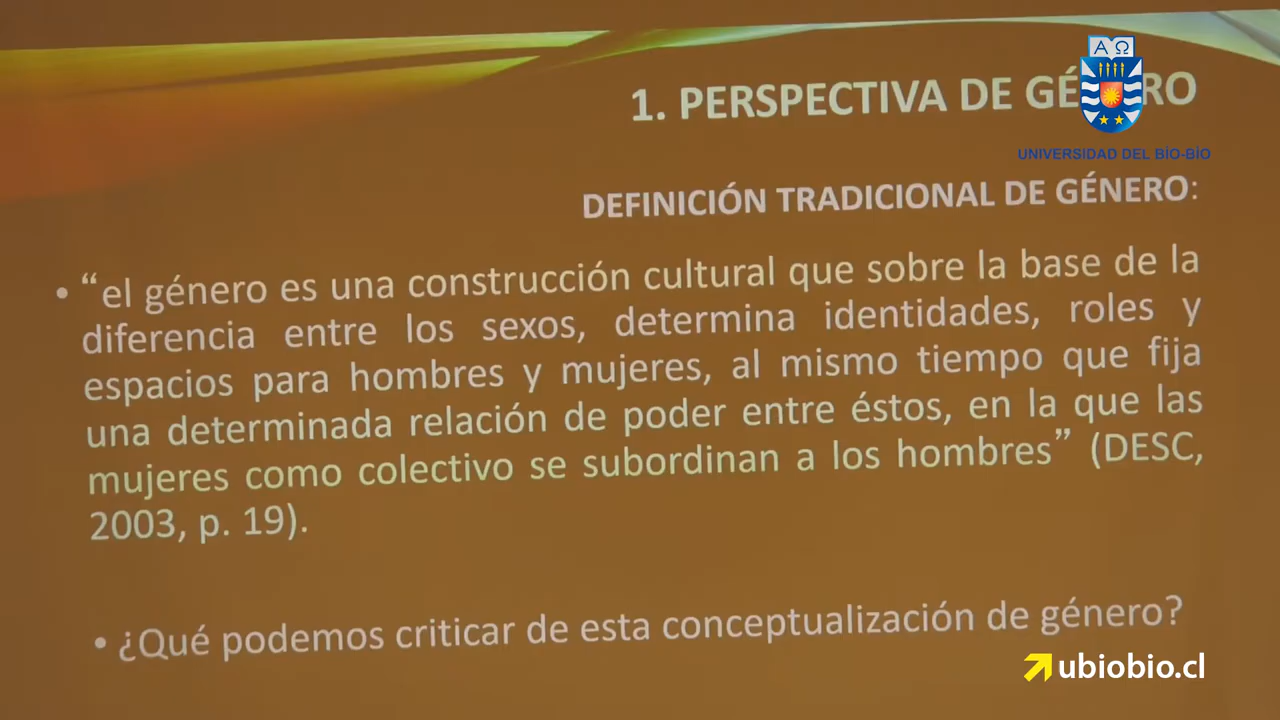 1. PERSPECTIVA DE GÉ RO
ΑΩ
UNIVERSIDAD DEL BÍO-BÍO
DEFINICIÓN TRADICIONAL DE GÉNERO:
• “el género es una construcción cultural que sobre la base de la
diferencia entre los sexos, determina identidades, roles y
espacios para hombres y mujeres, al mismo tiempo que fija
una determinada relación de poder entre éstos, en la que las
mujeres como colectivo se subordinan a los hombres” (DESC,
2003, p. 19).
• ¿Qué podemos criticar de esta conceptualización de género?
ubiobio.cl